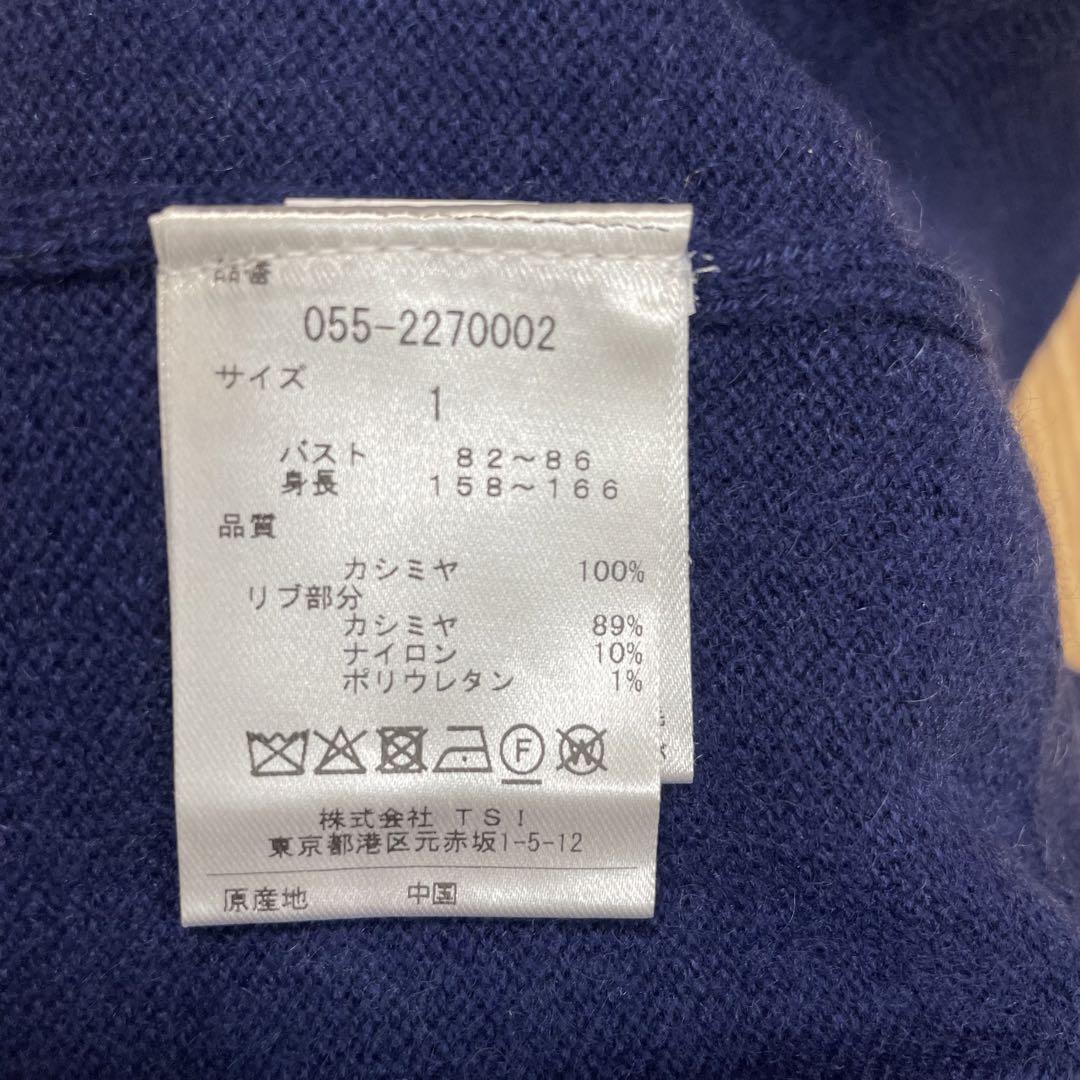 品番
055-2270002
サイズ
1
バスト 82～86
身長 158～166
品質
カシミヤ 100%
リブ部分
カシミヤ 89%
ナイロン 10%
ポリウレタン 1%
F W
株式会社 TSI
東京都港区元赤坂1-5-12
原産地 中国